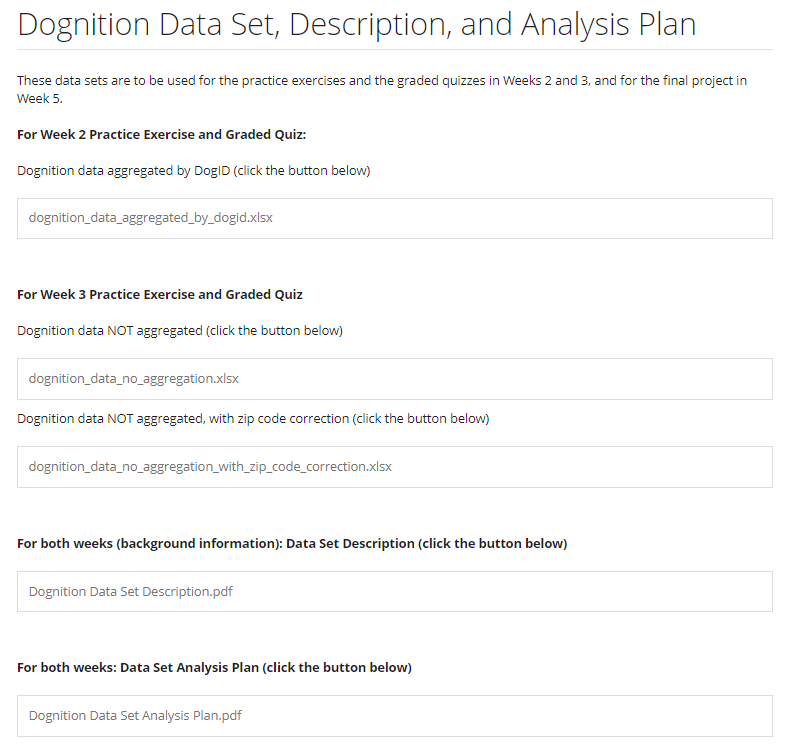 Dognition Data Set, Description, and Analysis Plan
These data sets are to be used for the practice exercises and the graded quizzes in Weeks 2 and 3, and for the final project in
Week 5.
For Week 2 Practice Exercise and Graded Quiz:
Dognition data aggregated by DogID (click the button below)
dognition_data_aggregated_by_dogid.xlsx
For Week 3 Practice Exercise and Graded Quiz
Dognition data NOT aggregated (click the button below)
dognition_data_no_aggregation.xlsx
Dognition data NOT aggregated, with zip code correction (click the button below)
dognition_data_no_aggregation_with_zip_code_correction.xlsx
For both weeks (background information): Data Set Description (click the button below)
Dognition Data Set Description.pdf
For both weeks: Data Set Analysis Plan (click the button below)
Dognition Data Set Analysis Plan.pdf